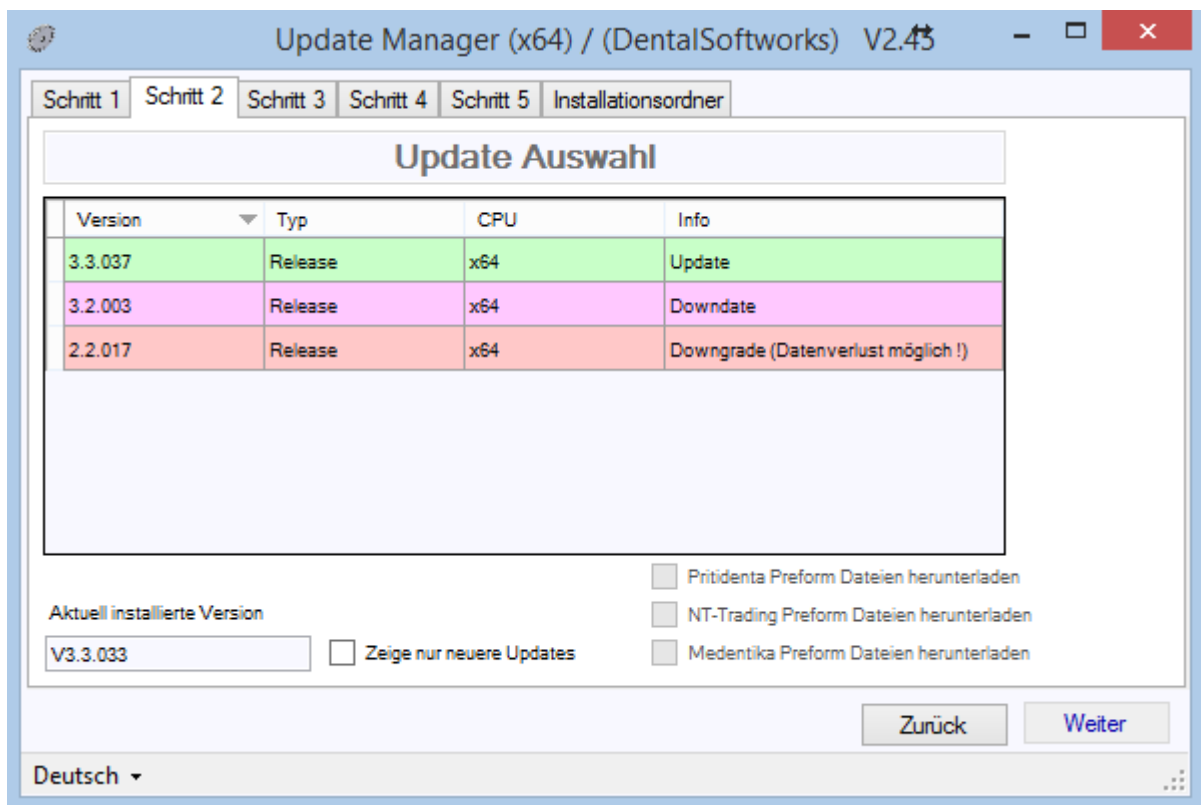 Update Manager (x64) / (DentalSoftworks) V2.43
Schritt 1 Schritt 2 Schritt 3 Schritt 4 Schritt 5 Installationsordner
Update Auswahl
Version Typ CPU Info
3.3.037 Release x64 Update
3.2.003 Release x64 Downdate
2.2.017 Release x64 Downgrade (Datenverlust möglich !)
Pritidenta Preform Dateien herunterladen
Aktuell installierte Version NT-Trading Preform Dateien herunterladen
V3.3.033 Zeige nur neuere Updates Medentika Preform Dateien herunterladen
Zurück Weiter
Deutsch